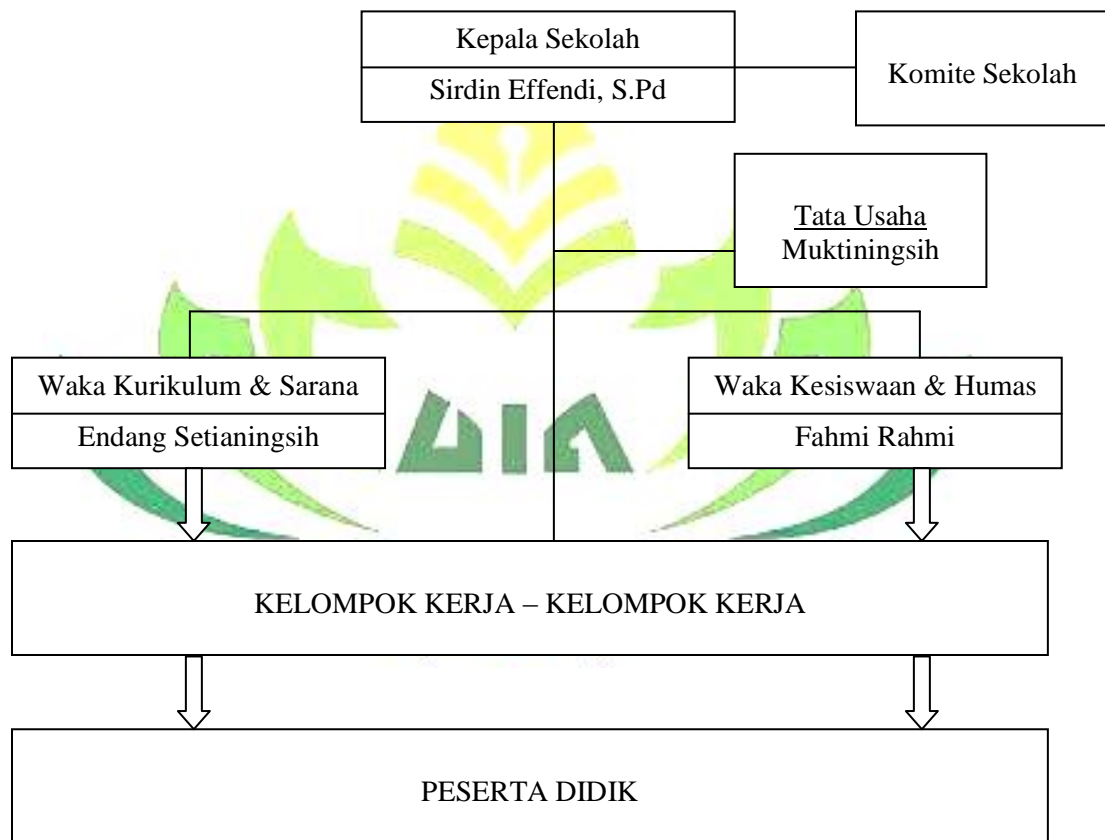 Kepala Sekolah
Sirdin Effendi, S.Pd
Komite Sekolah
Tata Usaha
Muktiningsih
Waka Kurikulum & Sarana
Endang Setianingsih
Waka Kesiswaan & Humas
Fahmi Rahmi
KELOMPOK KERJA – KELOMPOK KERJA
PESERTA DIDIK